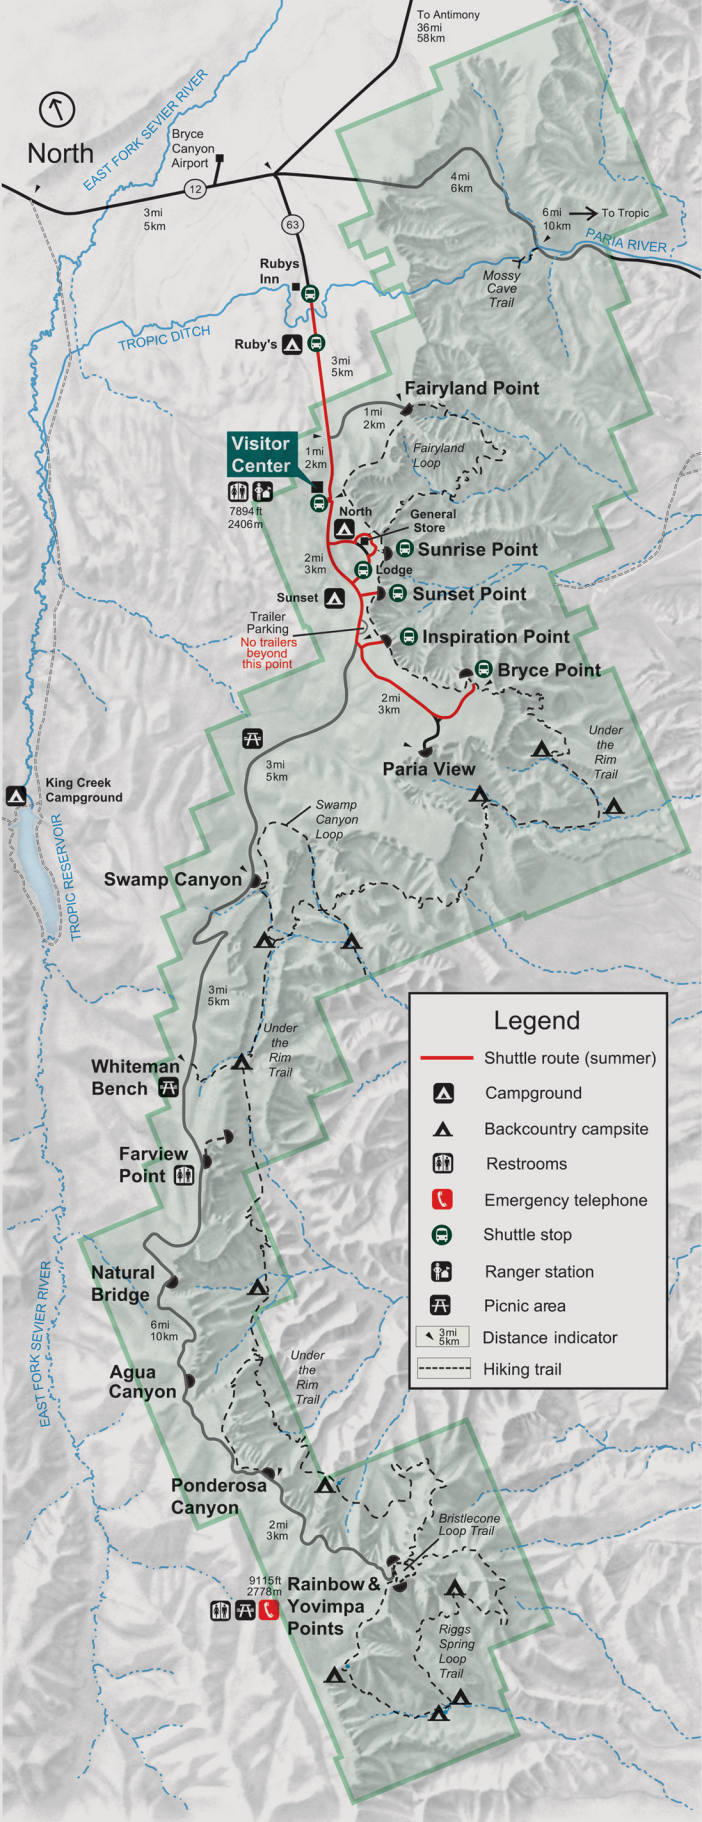 To Antimony
36mi
58km
North
EAST FORK SEVIER RIVER
Bryce
Canyon
Airport
12
3mi
5km
63
4mi
6km
6mi
10km
To Tropic
PARIA RIVER
Mossy
Cave
Trail
Rubys
Inn
TROPIC DITCH
Ruby's
3mi
5km
Fairyland Point
1mi
2km
Fairyland
Loop
Visitor
Center
1mi
2km
7894ft
2406m
North
General
Store
Sunrise Point
2mi
3km
Lodge
Sunset
Sunset Point
Trailer
Parking
No trailers
beyond
this point
Inspiration Point
Bryce Point
2mi
3km
Under
the
Rim
Trail
Paria View
3mi
5km
King Creek
Campground
TROPIC RESERVOIR
Swamp
Canyon
Loop
Swamp Canyon
3mi
5km
Under
the
Rim
Trail
Whiteman
Bench
Farview
Point
Natural
Bridge
6mi
10km
EAST FORK SEVIER RIVER
Agua
Canyon
Under
the
Rim
Trail
Ponderosa
Canyon
2mi
3km
Bristlecone
Loop Trail
9115ft
2778m
Rainbow &
Yovimpa
Points
Riggs
Spring
Loop
Trail
Legend
Shuttle route (summer)
Campground
Backcountry campsite
Restrooms
Emergency telephone
Shuttle stop
Ranger station
Picnic area
3mi
5km
Distance indicator
Hiking trail